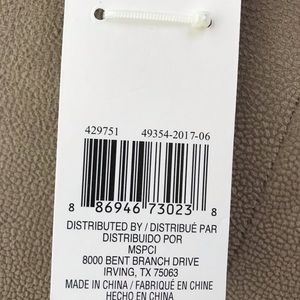 429751 49354-2017-06
8 86946 73023 8
DISTRIBUTED BY / DISTRIBUÉ PAR
DISTRIBUIDO POR
MSPCI
8000 BENT BRANCH DRIVE
IRVING, TX 75063
MADE IN CHINA / FABRIQUÉ EN CHINE
HECHO EN CHINA